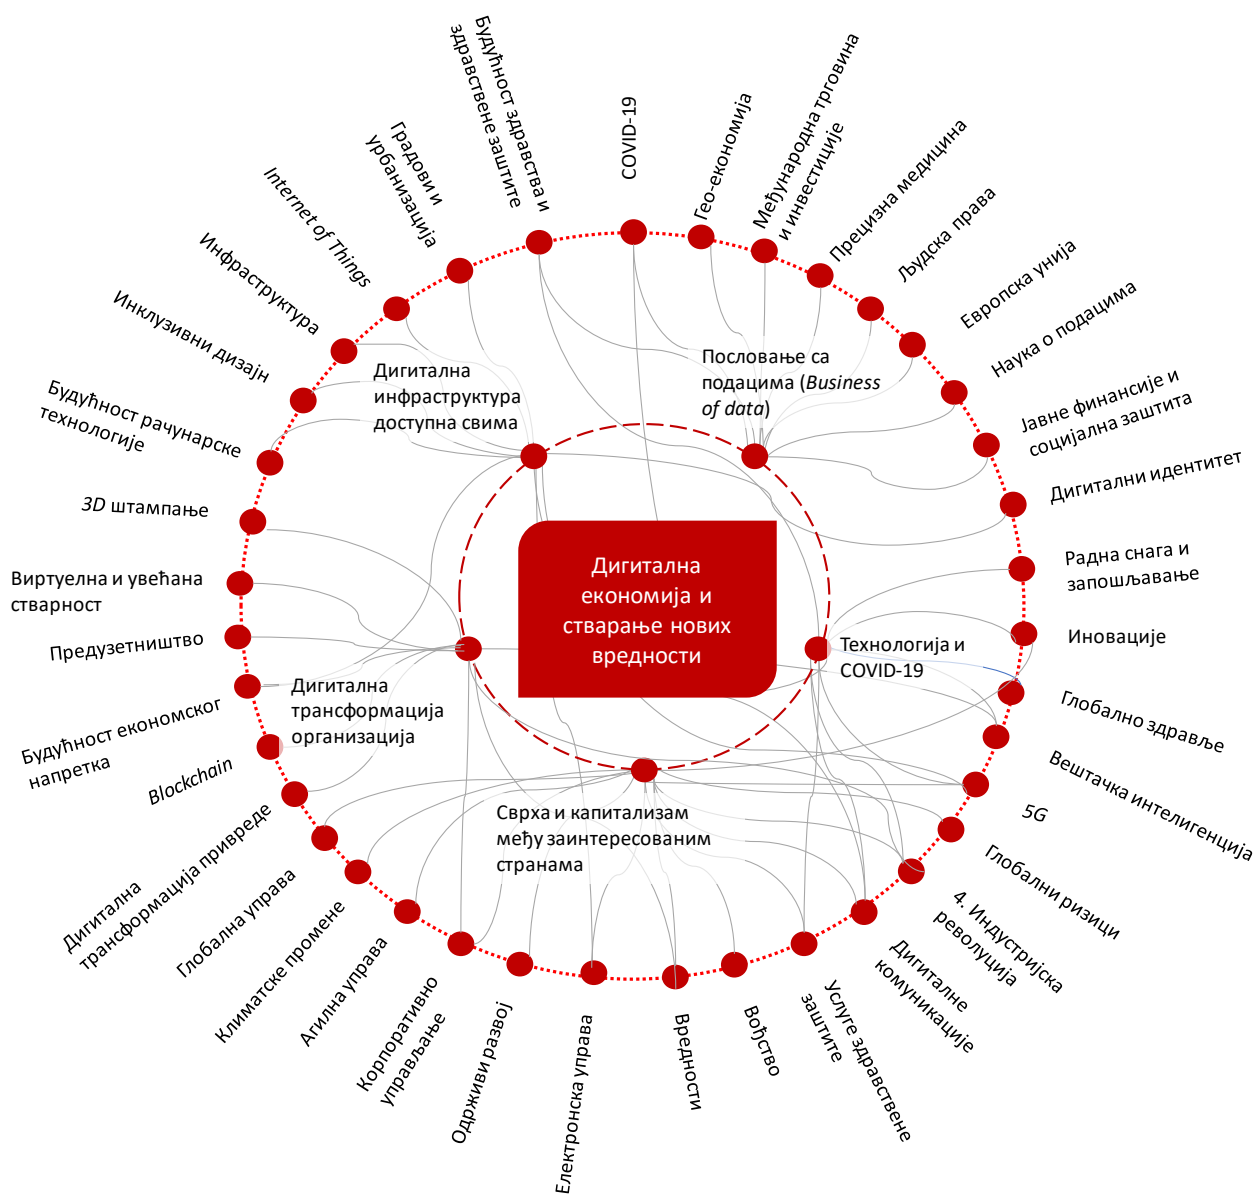 Будућност здравства и
здравствене заштите
COVID-19
Гео-економија
Међународна трговина
и инвестиције
Прецизна медицина
Људска права
Европска унија
Наука о подацима
Јавне финансије и
социјална заштита
Дигитални идентитет
Радна снага и
запошљавање
Иновације
Глобално здравље
Вештачка интелигенција
5G
Глобални ризици
4. Индустријска
револуција
Дигиталне
комуникације
Услуге здравствене
заштите
Вођство
Вредности
Електронска управа
Одрживи развој
Корпоративно
управљање
Агилна управа
Климатске промене
Глобална управа
Дигитална
трансформација привреде
Blockchain
Будућност економског
напретка
Предузетништво
Виртуелна и увећана
стварност
3D штампање
Будућност рачунарске
технологије
Инклузивни дизајн
Инфраструктура
Internet of Things
Градови и
урбанизација
Дигитална
инфраструктура
доступна свима
Пословање са
подацима (Business
of data)
Технологија и
COVID-19
Сврха и капитализам
међу заинтересованим
странама
Дигитална
трансформација
организација
Дигитална
економија и
стварање нових
вредности